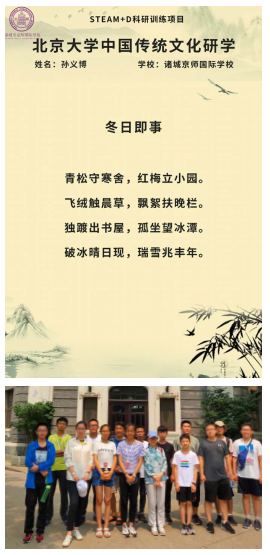 STEAM+D科研训练项目
北京大学中国传统文化研学
姓名：孙义博 学校：诸城京师国际学校
冬日即事
青松守寒舍，红梅立小园。
飞绒触晨草，飘絮扶晚栏。
独踱出书屋，孤坐望冰潭。
破冰晴日现，瑞雪兆丰年。